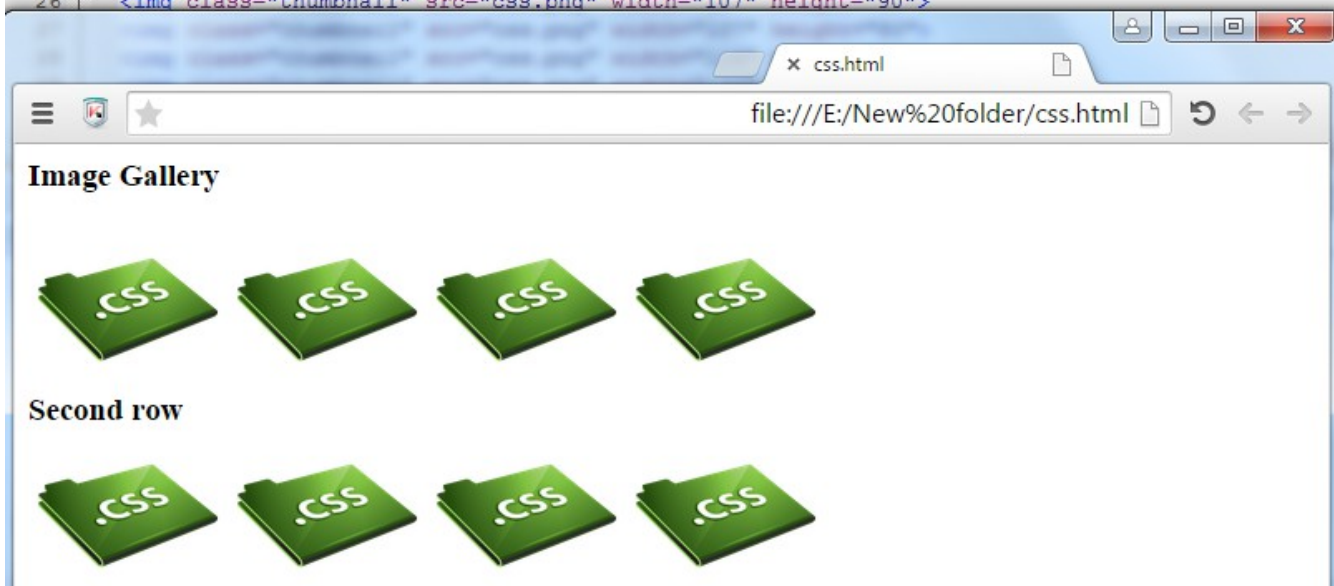 26 <img class="thumbnail" src="css.png" width="107" height="90">
css.html
file:///E:/New%20folder/css.html
Image Gallery
.CSS .CSS .CSS .CSS
Second row
.CSS .CSS .CSS .CSS